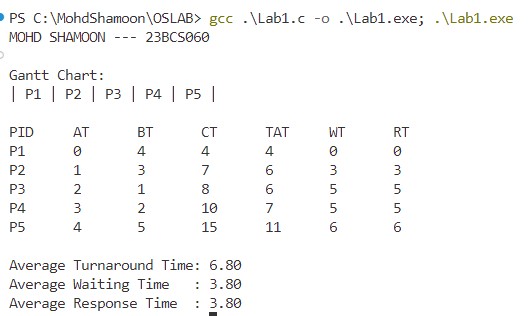 PS C:\MohdShamoon\OSLAB> gcc .\Lab1.c -o .\Lab1.exe; .\Lab1.exe
MOHD SHAMOON --- 23BCS060
Gantt Chart:
| P1 | P2 | P3 | P4 | P5 |
PID AT BT CT TAT WT RT
P1 0 4 4 4 0 0
P2 1 3 7 6 3 3
P3 2 1 8 6 5 5
P4 3 2 10 7 5 5
P5 4 5 15 11 6 6
Average Turnaround Time: 6.80
Average Waiting Time : 3.80
Average Response Time : 3.80